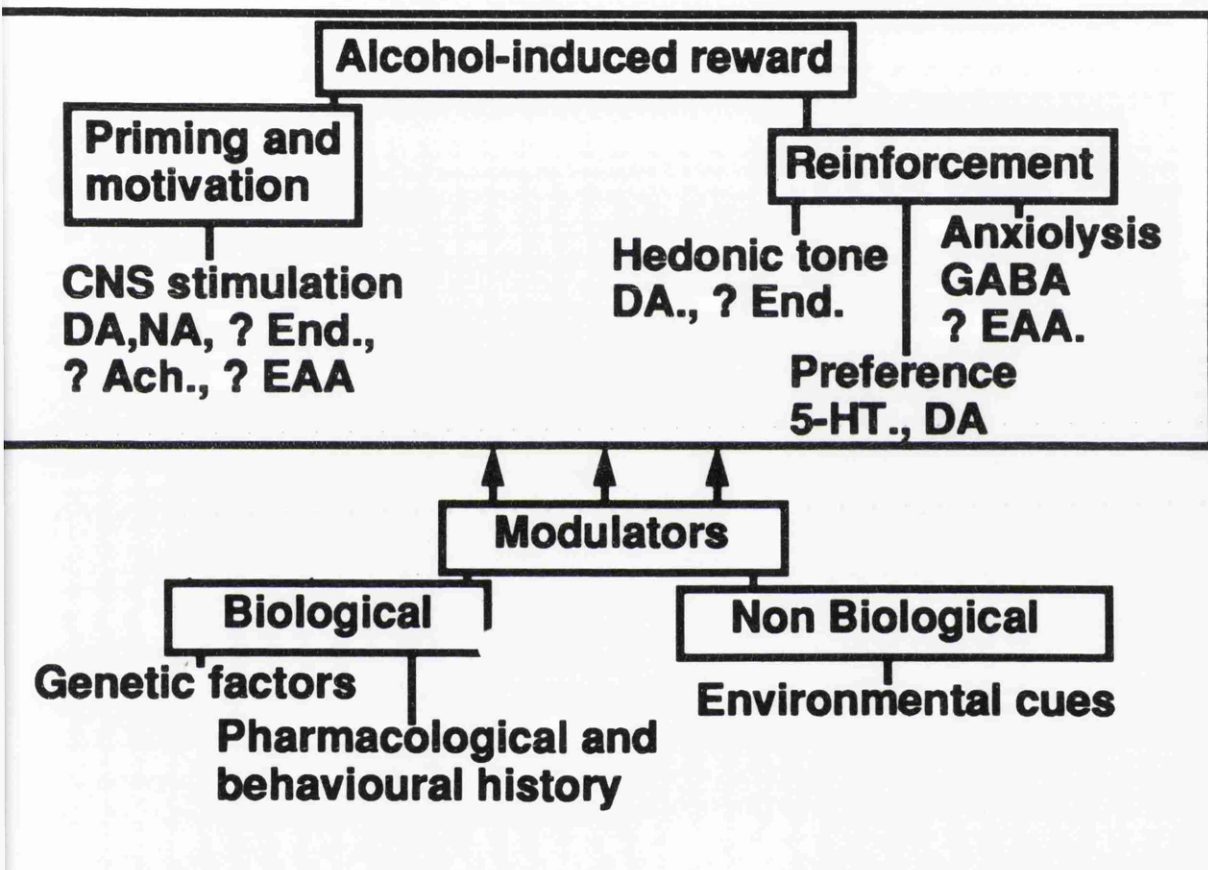 Alcohol-induced reward
Priming and
motivation
CNS stimulation
DA,NA, ? End.,
? Ach., ? EAA
Reinforcement
Hedonic tone
DA., ? End.
Anxiolysis
GABA
? EAA.
Preference
5-HT., DA
Modulators
Biological
Genetic factors
Pharmacological and
behavioural history
Non Biological
Environmental cues